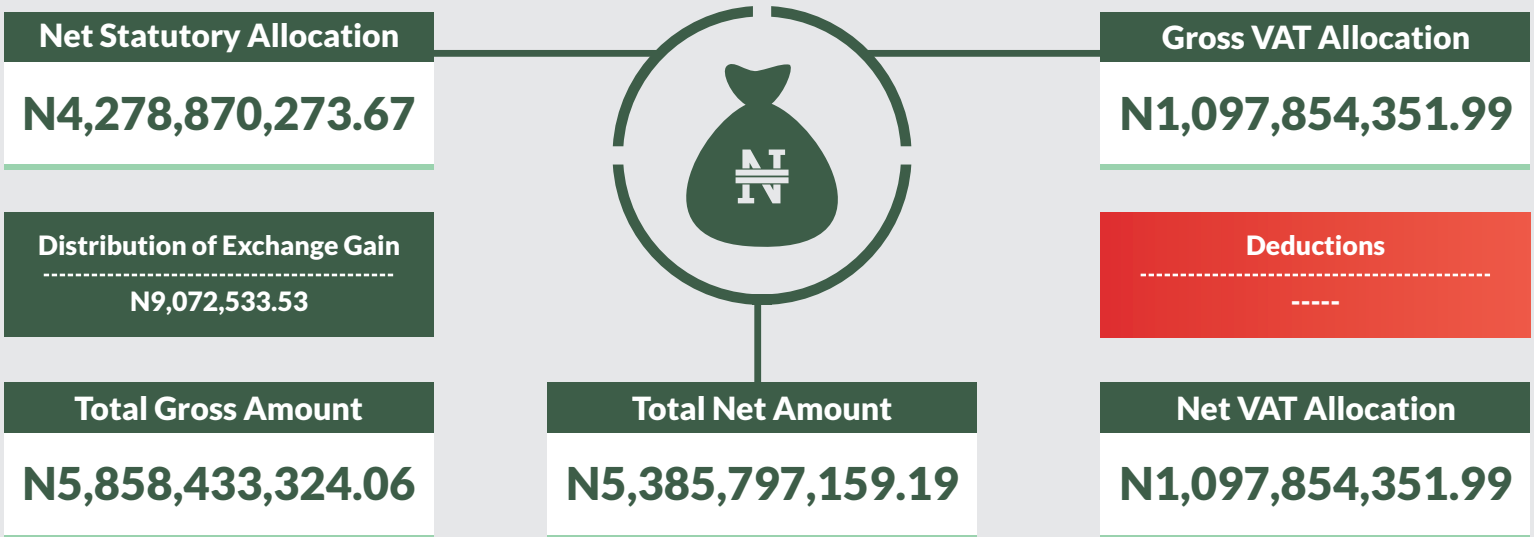 Net Statutory Allocation
N4,278,870,273.67
Gross VAT Allocation
N1,097,854,351.99
N
Distribution of Exchange Gain
-------------------------------------------
N9,072,533.53
Deductions
-------------------------------------------
-----
Total Gross Amount
N5,858,433,324.06
Total Net Amount
N5,385,797,159.19
Net VAT Allocation
N1,097,854,351.99